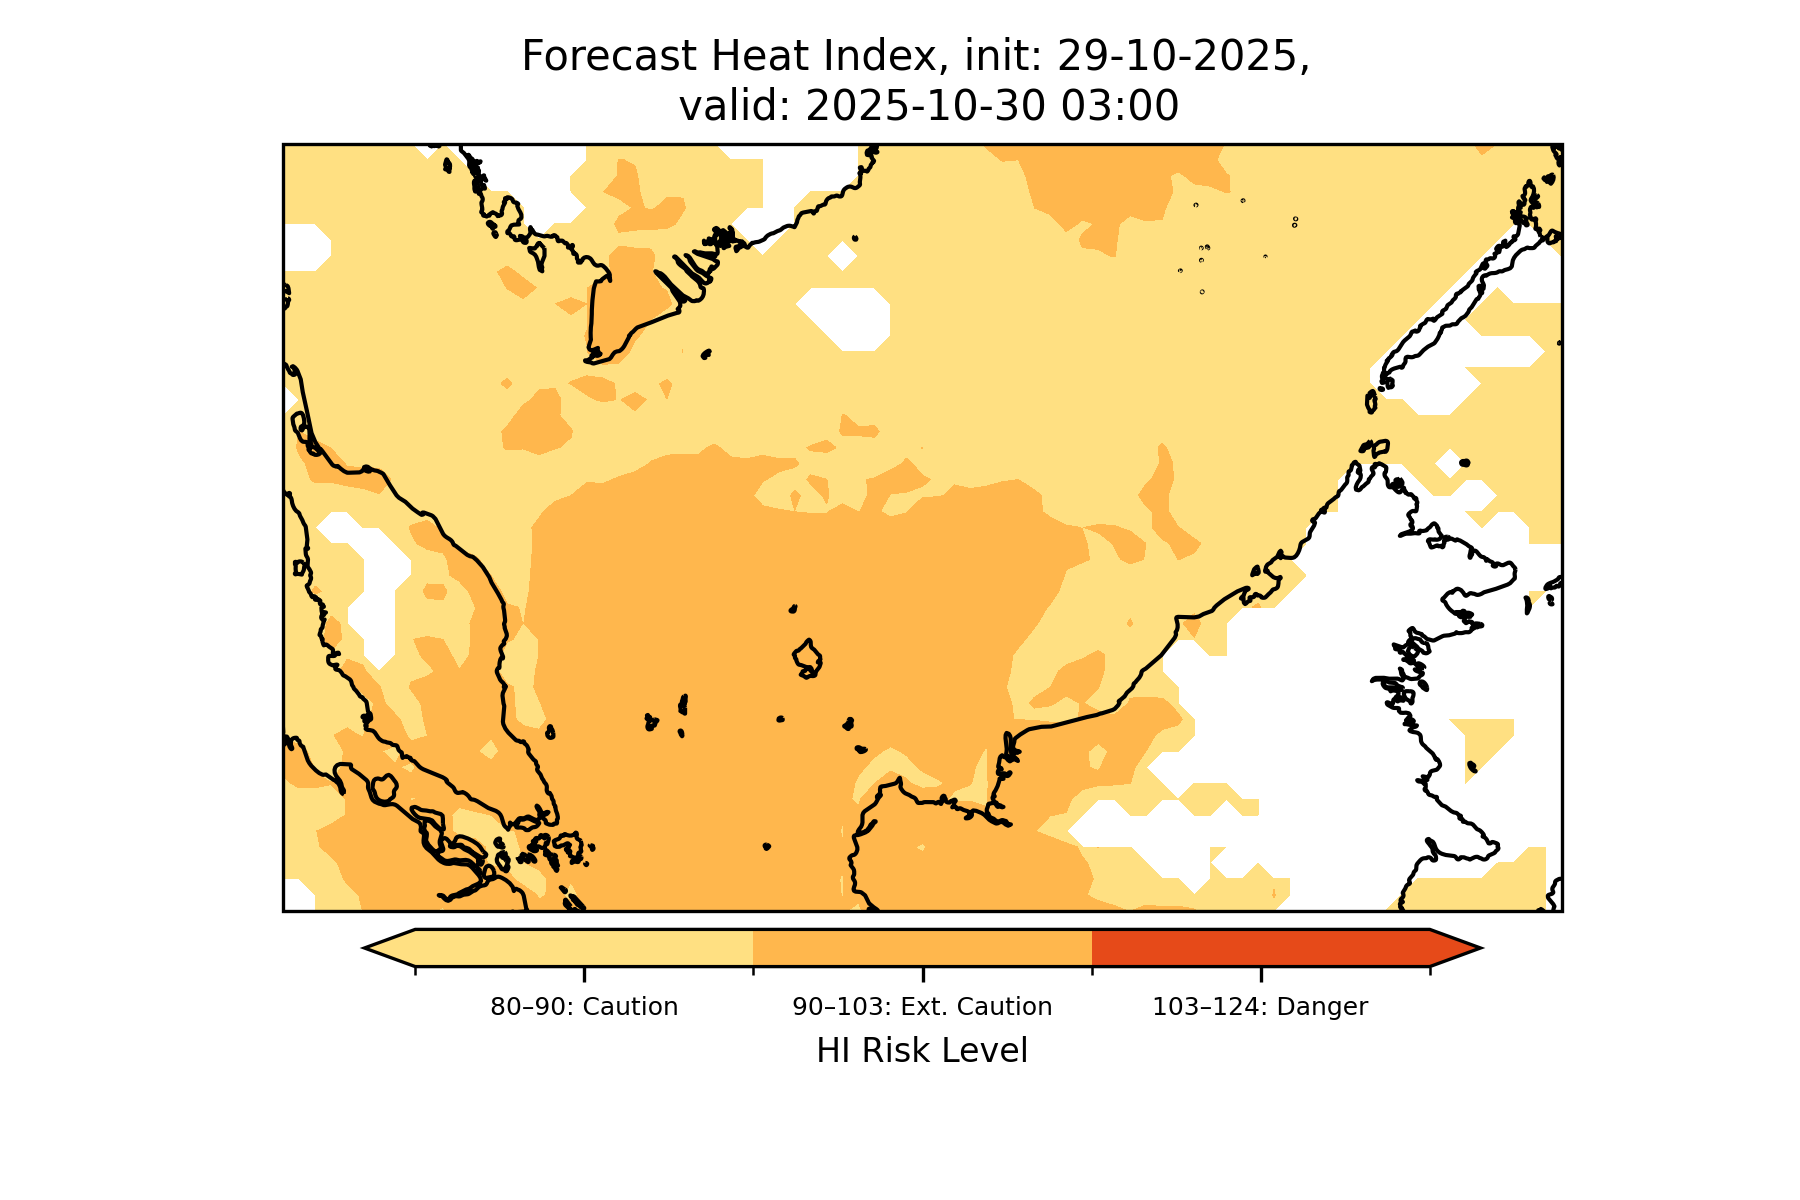 Forecast Heat Index, init: 29-10-2025,
valid: 2025-10-30 03:00
80–90: Caution
90–103: Ext. Caution
103–124: Danger
HI Risk Level